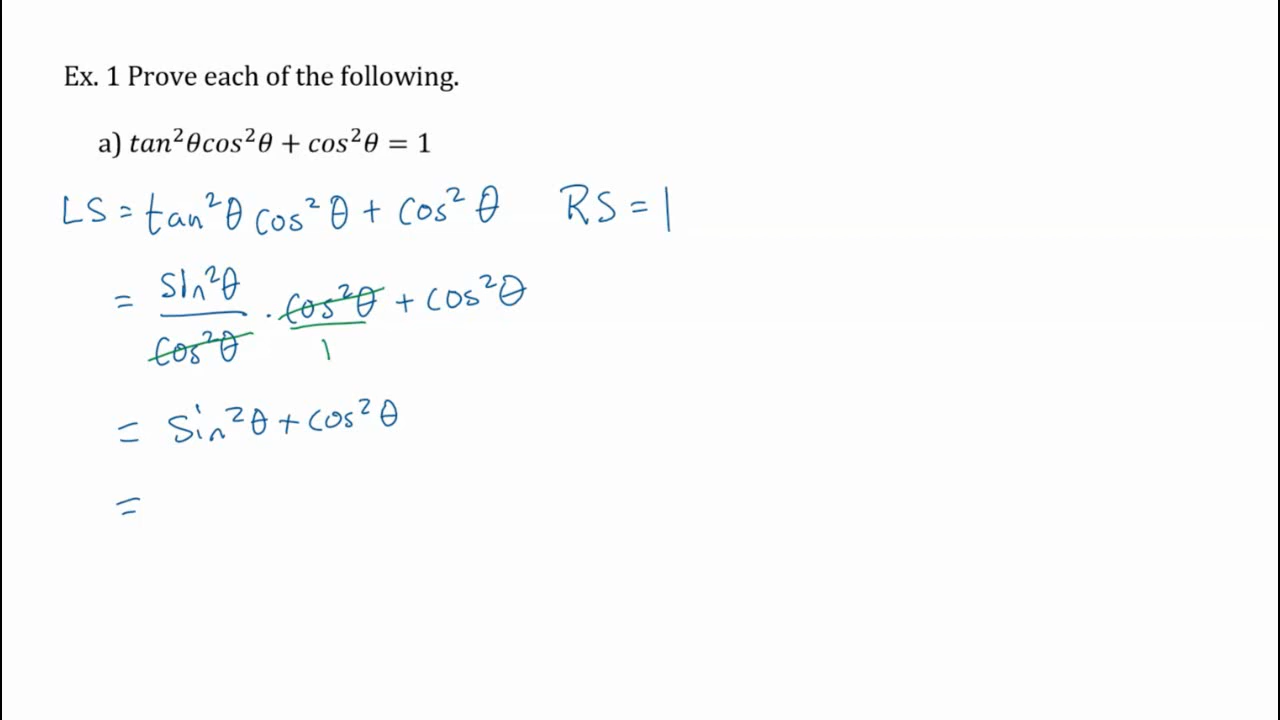 Ex. 1 Prove each of the following.
a) tan²θcos²θ + cos²θ = 1
LS = tan²θ cos²θ + cos²θ RS = 1
= sin²θ/cos²θ · cos²θ/1 + cos²θ
= sin²θ + cos²θ
=